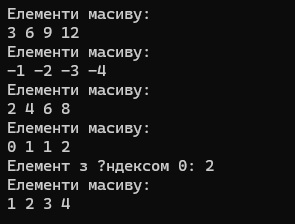 Елементи масиву:
3 6 9 12
Елементи масиву:
-1 -2 -3 -4
Елементи масиву:
2 4 6 8
Елементи масиву:
0 1 1 2
Елемент з ?ндексом 0: 2
Елементи масиву:
1 2 3 4